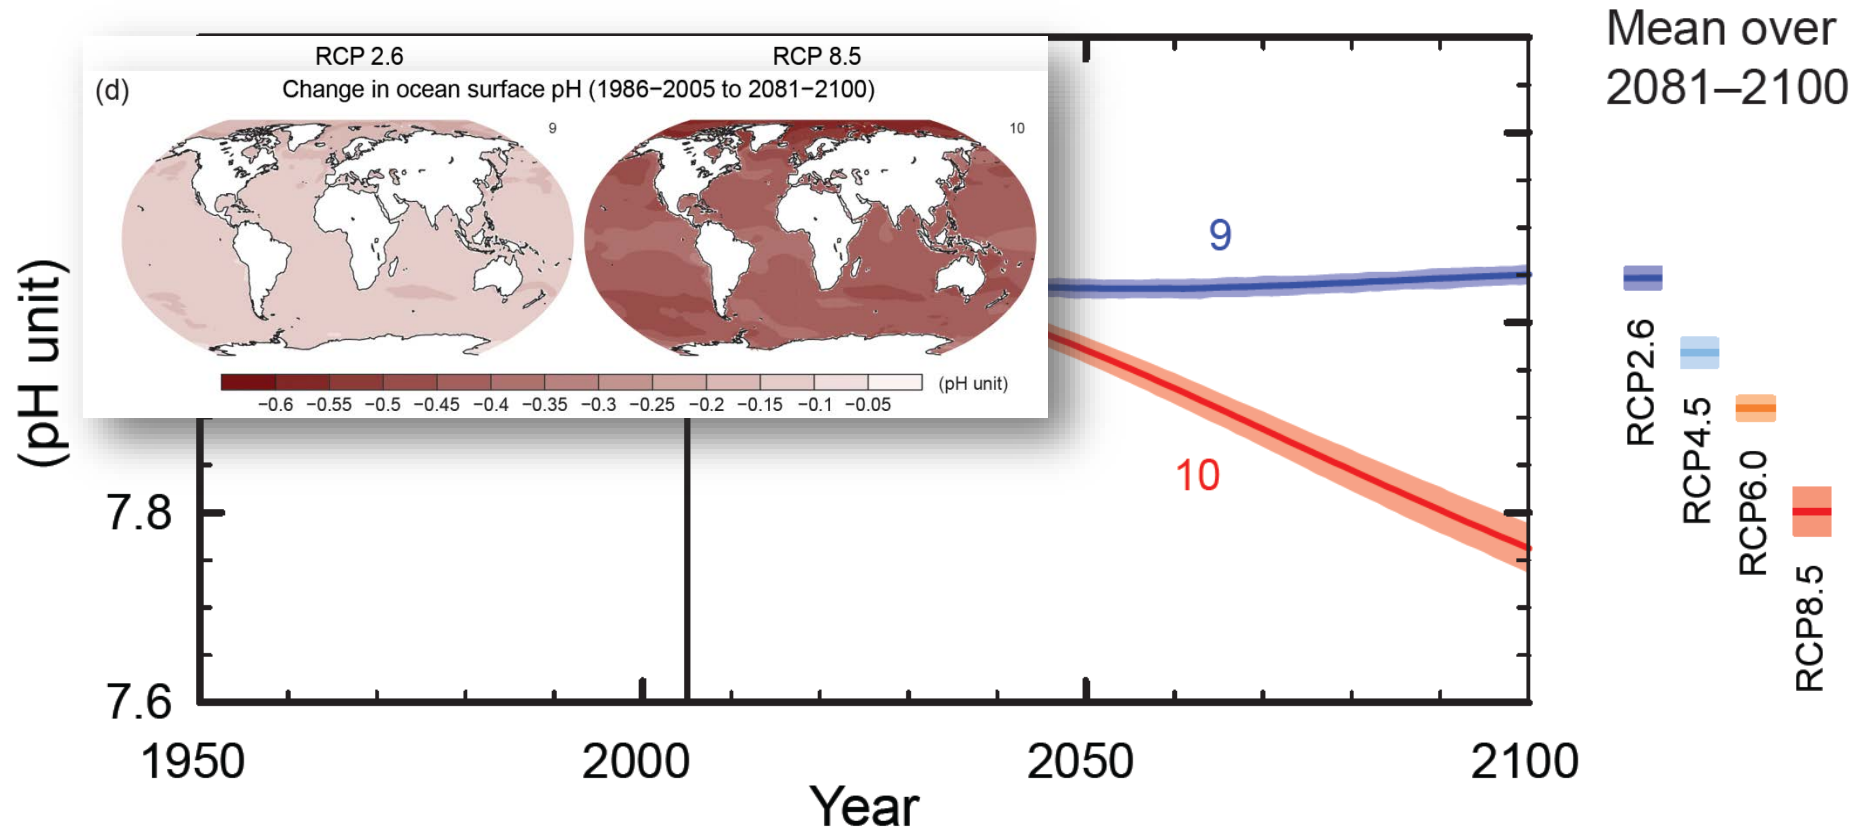 Mean over
2081–2100
RCP 2.6
RCP 8.5
(d)
Change in ocean surface pH (1986−2005 to 2081−2100)
9
10
(pH unit)
−0.6 −0.55 −0.5 −0.45 −0.4 −0.35 −0.3 −0.25 −0.2 −0.15 −0.1 −0.05
(pH unit)
9
10
7.8
7.6
1950 2000 2050 2100
Year
RCP2.6
RCP4.5
RCP6.0
RCP8.5